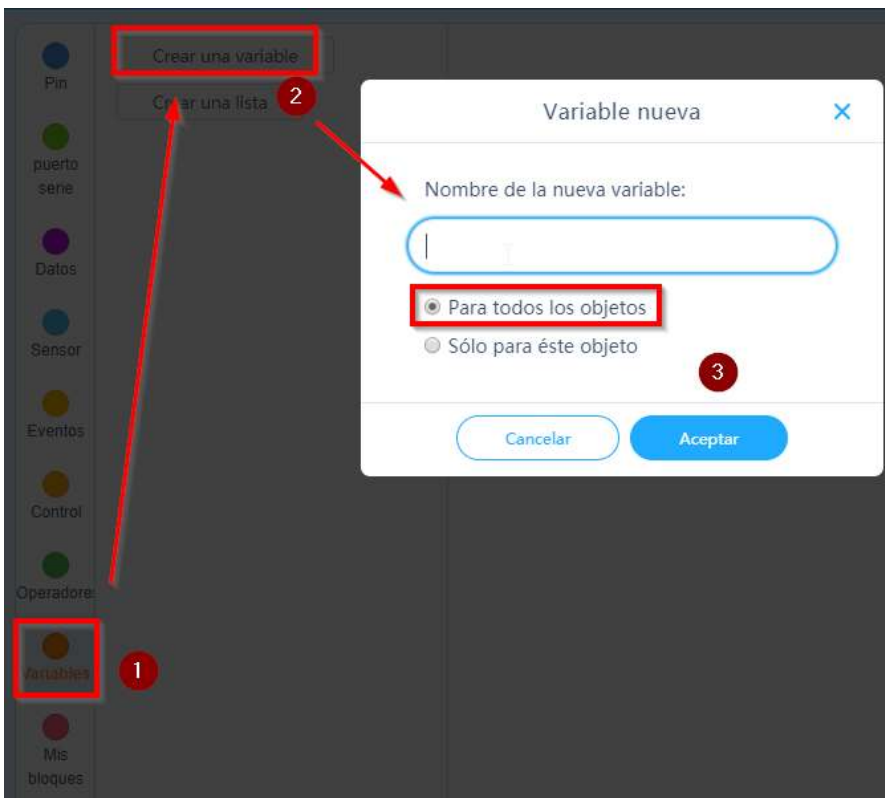 Pin
puerto
serie
Datos
Sensor
Eventos
Control
Operadores
Variables
Mis
bloques
1
Crear una variable
Crear una lista
2
Variable nueva
Nombre de la nueva variable:
Para todos los objetos
Sólo para éste objeto
3
Cancelar
Aceptar